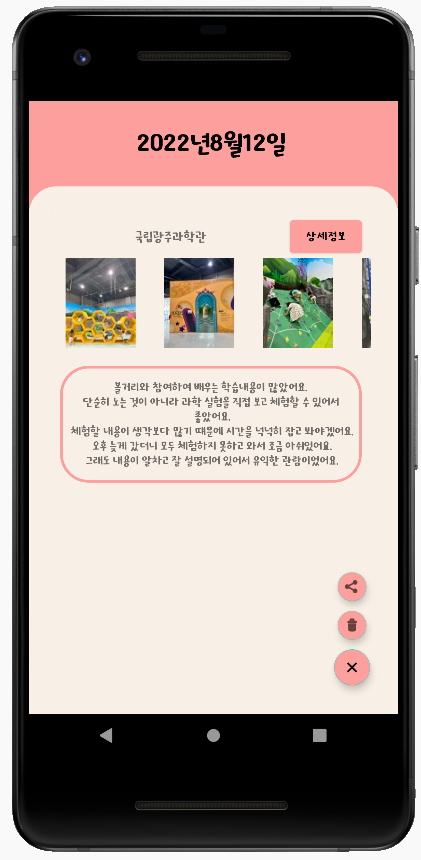 2022년8월12일
국립광주과학관
상세정보
볼거리와 참여하여 배우는 학습내용이 많았어요.
단순히 노는 것이 아니라 과학 실험을 직접 보고 체험할 수 있어서
좋았어요.
체험할 내용이 생각보다 많기 때문에 시간을 넉넉히 잡고 봐야겠어요.
오후 늦게 갔더니 모두 체험하지 못하고 와서 조금 아쉬웠어요.
그래도 내용이 알차고 잘 설명되어 있어서 유익한 관람이었어요.